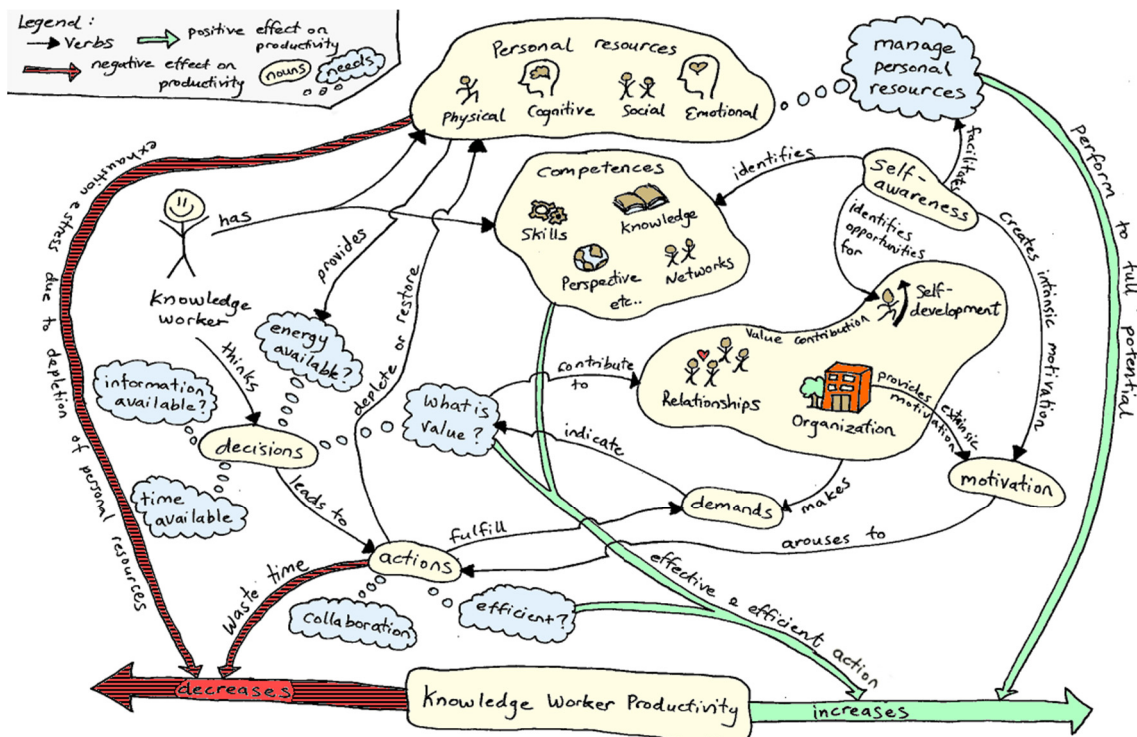 Legend:
Verbs
positive effect on
productivity
negative effect on
productivity
nouns
needs
Personal resources
Physical
Cognitive
Social
Emotional
manage
personal
resources
exhaustion & stress due to depletion of personal resources
has
Knowledge
worker
provides
deplete or restore
competences
Skills
Knowledge
Perspective
Networks
etc..
identifies
Self-
awareness
facilitates
identifies
opportunities
for
creates intrinsic motivation
perform to full potential
Self-
development
value contribution
Relationships
Organization
provides extrinsic
motivation
energy
available?
thinks
information
available?
decisions
time
available
leads to
What is
value?
contribute
to
indicate
demands
makes
motivation
fulfill
arouses to
actions
waste time
collaboration
efficient?
effective & efficient action
decreases
Knowledge Worker Productivity
increases